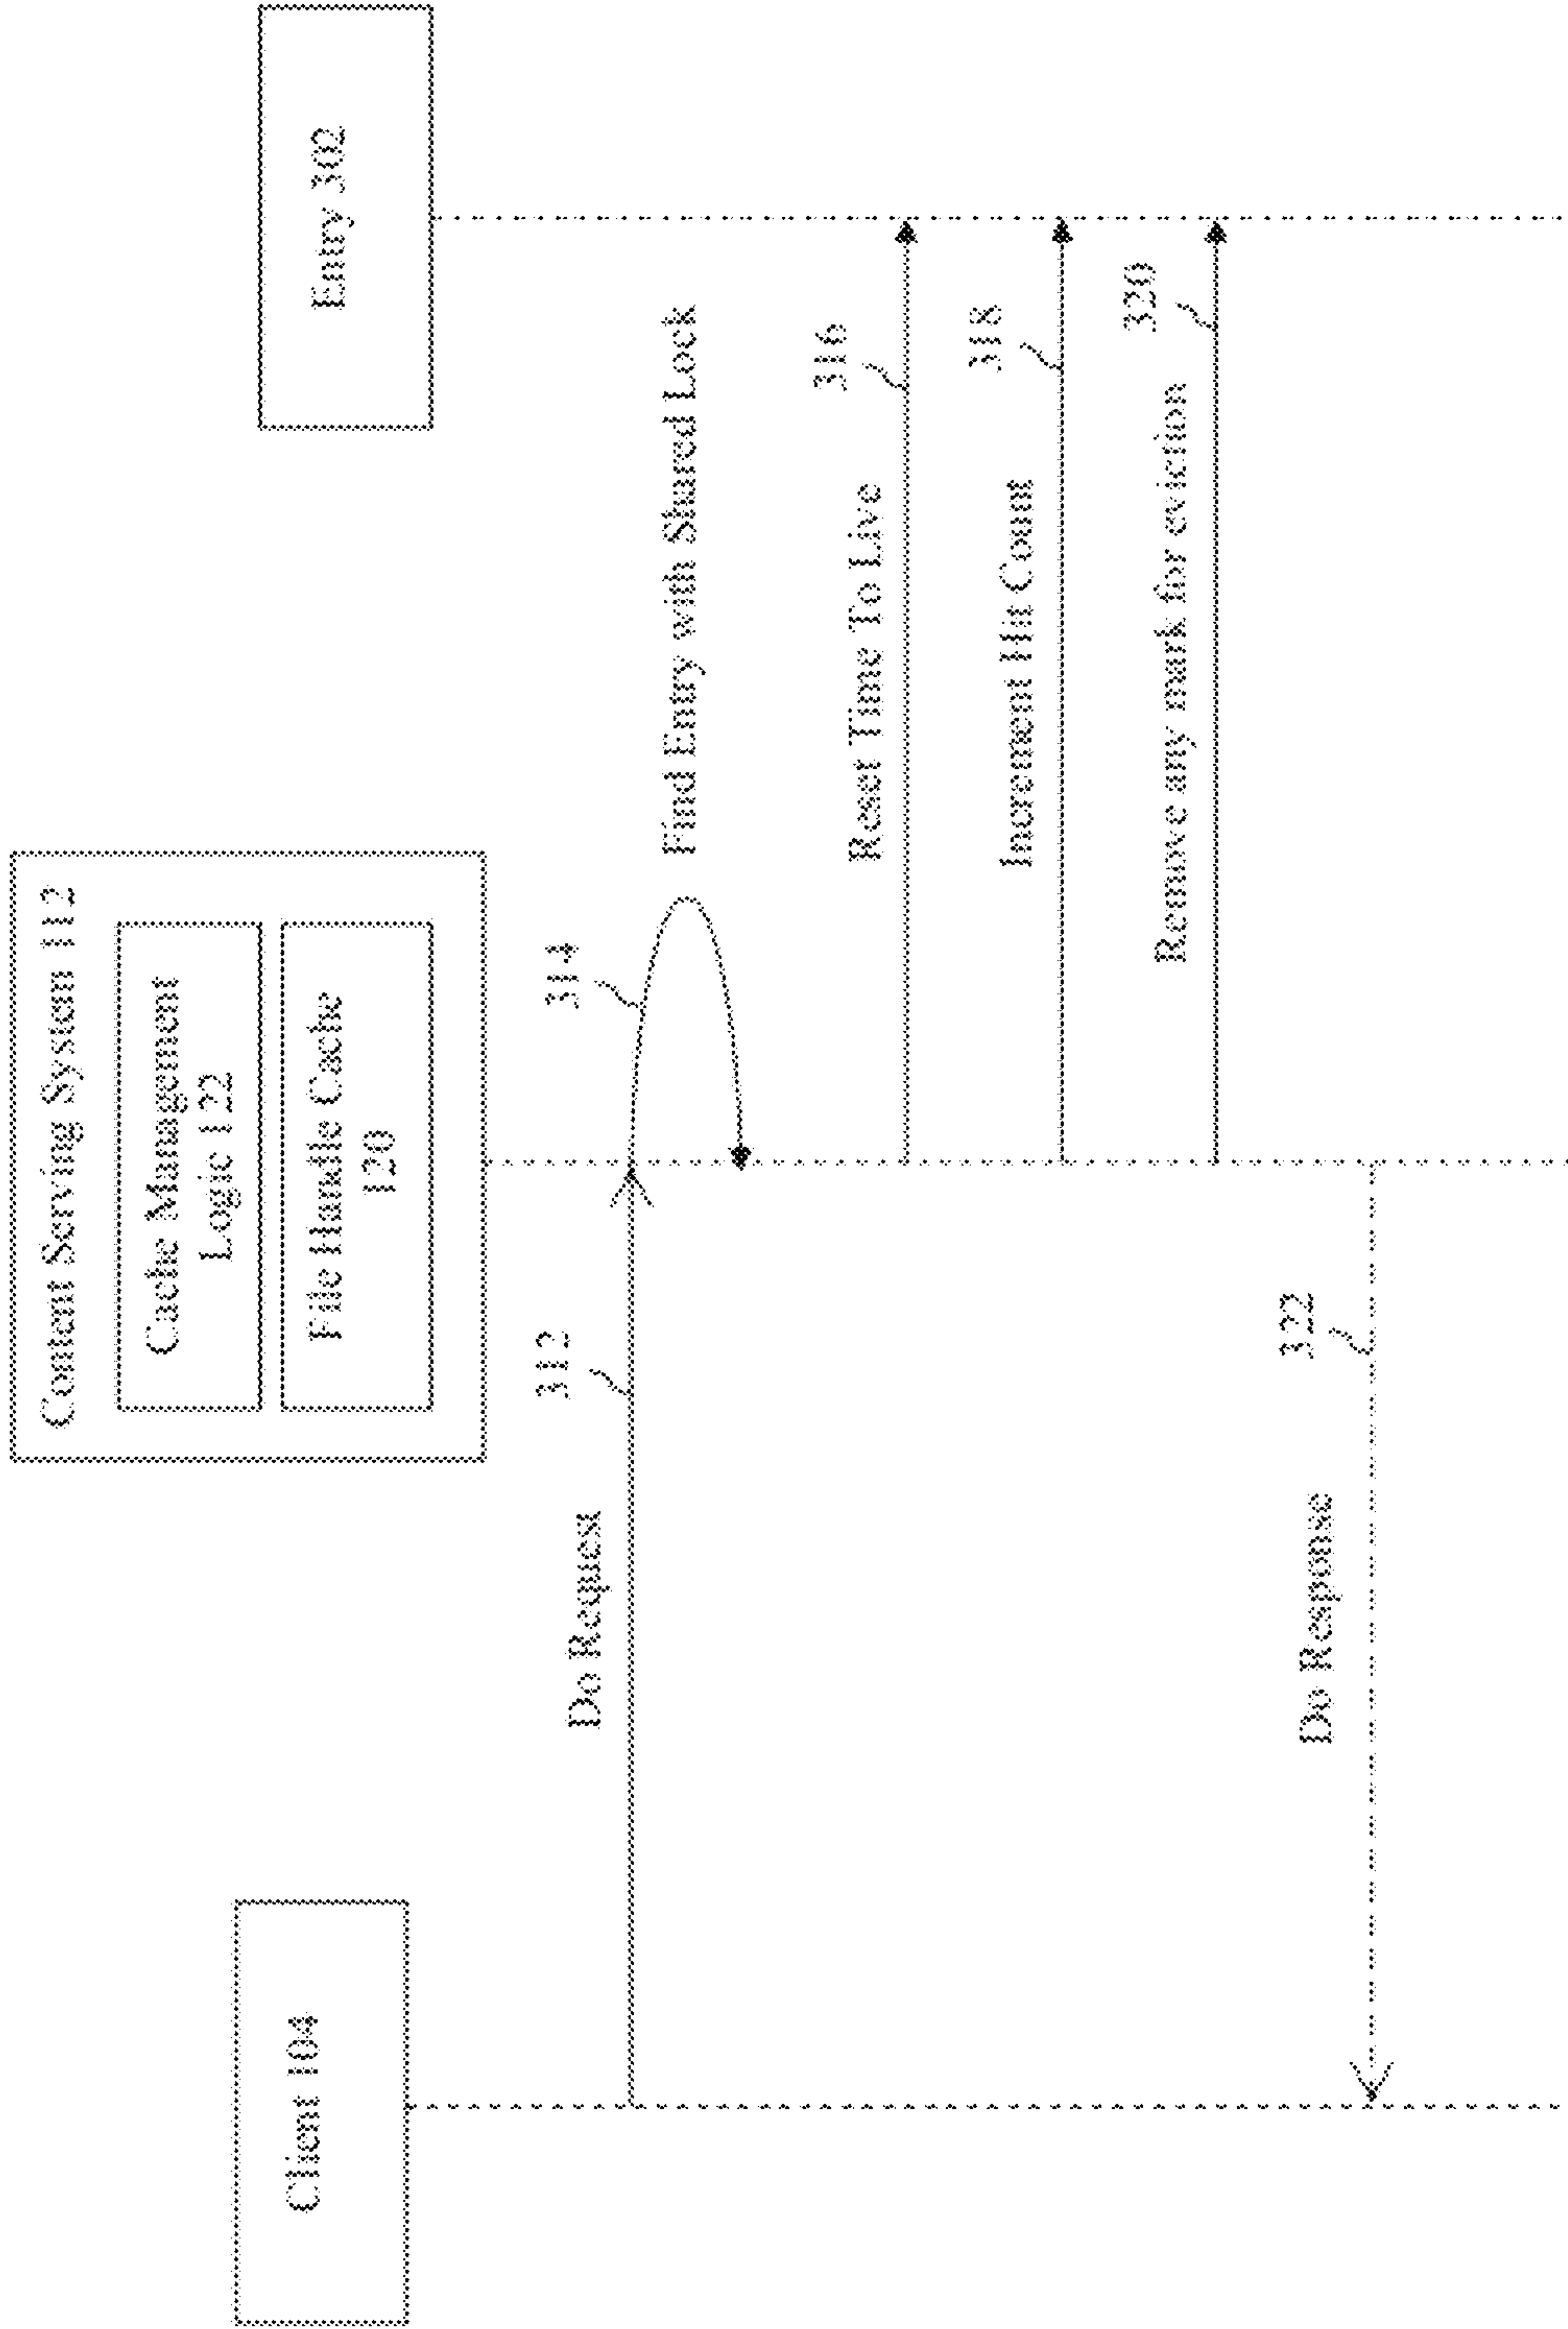 Content Serving System 112
Cache Management
Logic 122
File Handle Cache
120
Client 104
Entry 302
Do Request
312
314
Find Entry with Shared Lock
Reset Time To Live
316
Increment Hit Count
318
Remove any mark for eviction
320
Do Response
322